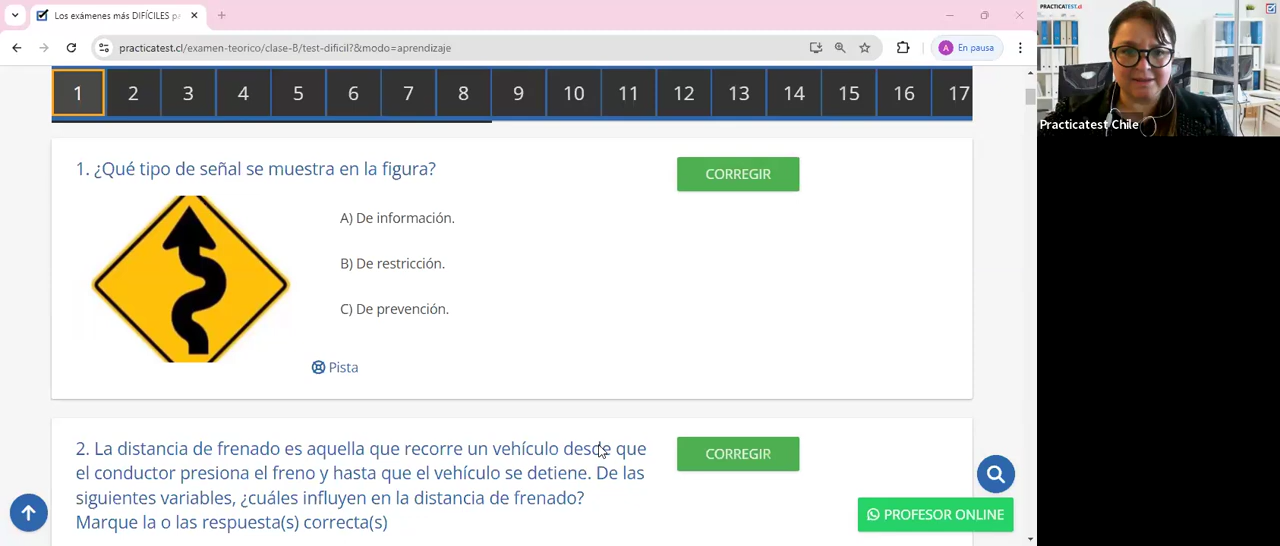 Los exámenes más DIFÍCILES pa
practicatest.cl/examen-teorico/clase-B/test-dificil?&modo=aprendizaje
A En pausa
PRACTICATEST.cl
Practicatest Chile
1 2 3 4 5 6 7 8 9 10 11 12 13 14 15 16 17
1. ¿Qué tipo de señal se muestra en la figura?
CORREGIR
A) De información.
B) De restricción.
C) De prevención.
Pista
2. La distancia de frenado es aquella que recorre un vehículo desde que
el conductor presiona el freno y hasta que el vehículo se detiene. De las
siguientes variables, ¿cuáles influyen en la distancia de frenado?
Marque la o las respuesta(s) correcta(s)
CORREGIR
PROFESOR ONLINE